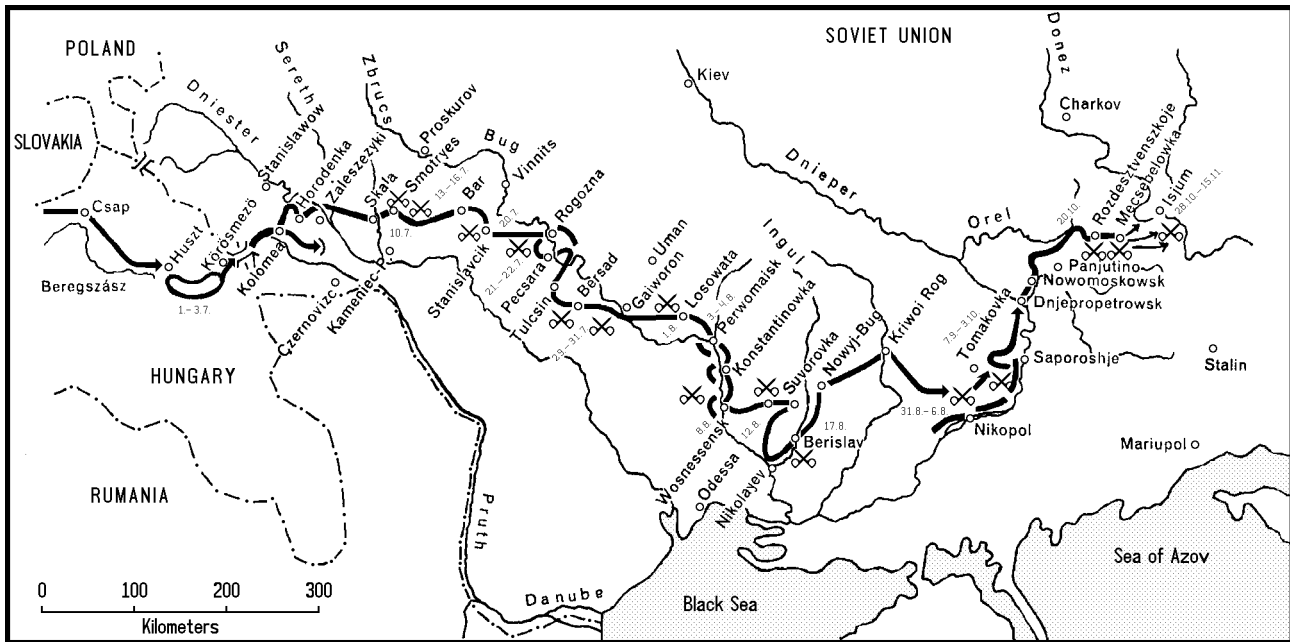 POLAND
SOVIET UNION
SLOVAKIA
HUNGARY
RUMANIA
Dniester
Sereth
Zbrucs
Bug
Donez
Dnieper
Orel
Ingul
Pruth
Danube
Black Sea
Sea of Azov
Csap
Beregszász
Huszt
1.–3.7.
Körösmezö
Kolomea
Stanislawow
Horodenka
Zaleszezyki
Czernovizc
Kameniec-P.
Skala
10.7.
Smotryes
13.–16.7.
Proskurov
Bar
Vinnits
20.7.
Stanislavcik
Rogozna
21.–22.7.
Pecsara
Tulcsin
Bersad
29.–31.7.
Uman
Gaiworon
1.8.
Losowata
3.–4.8.
Perwomaisk
Konstantinowka
Wosnessensk
8.8.
12.8.
Suvorovka
Nowyj-Bug
17.8.
Berislav
Nikolayev
Odessa
Kriwoi Rog
31.8.–6.8.
Nikopol
Tomakovka
7.9.–3.10.
Saporoshje
Dnjepropetrowsk
Nowomoskowsk
Panjutino
20.10.
Rozdesztvenszkoje
Mecsebelowka
Isium
28.10.–15.11.
Kiev
Charkov
Stalin
Mariupol
0 100 200 300
Kilometers